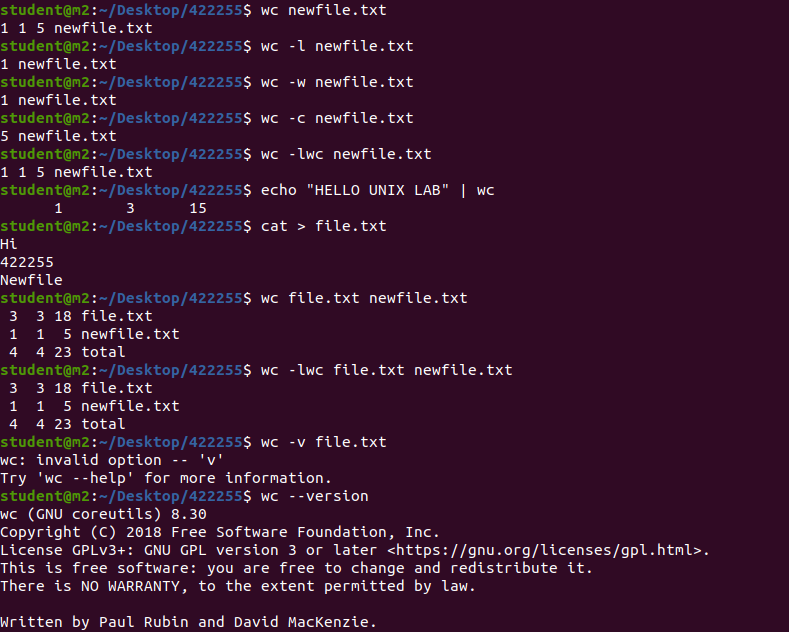 student@m2:~/Desktop/422255$ wc newfile.txt
1 1 5 newfile.txt
student@m2:~/Desktop/422255$ wc -l newfile.txt
1 newfile.txt
student@m2:~/Desktop/422255$ wc -w newfile.txt
1 newfile.txt
student@m2:~/Desktop/422255$ wc -c newfile.txt
5 newfile.txt
student@m2:~/Desktop/422255$ wc -lwc newfile.txt
1 1 5 newfile.txt
student@m2:~/Desktop/422255$ echo "HELLO UNIX LAB" | wc
      1       3      15
student@m2:~/Desktop/422255$ cat > file.txt
Hi
422255
Newfile
student@m2:~/Desktop/422255$ wc file.txt newfile.txt
 3  3 18 file.txt
 1  1  5 newfile.txt
 4  4 23 total
student@m2:~/Desktop/422255$ wc -lwc file.txt newfile.txt
 3  3 18 file.txt
 1  1  5 newfile.txt
 4  4 23 total
student@m2:~/Desktop/422255$ wc -v file.txt
wc: invalid option -- 'v'
Try 'wc --help' for more information.
student@m2:~/Desktop/422255$ wc --version
wc (GNU coreutils) 8.30
Copyright (C) 2018 Free Software Foundation, Inc.
License GPLv3+: GNU GPL version 3 or later <https://gnu.org/licenses/gpl.html>.
This is free software: you are free to change and redistribute it.
There is NO WARRANTY, to the extent permitted by law.

Written by Paul Rubin and David MacKenzie.